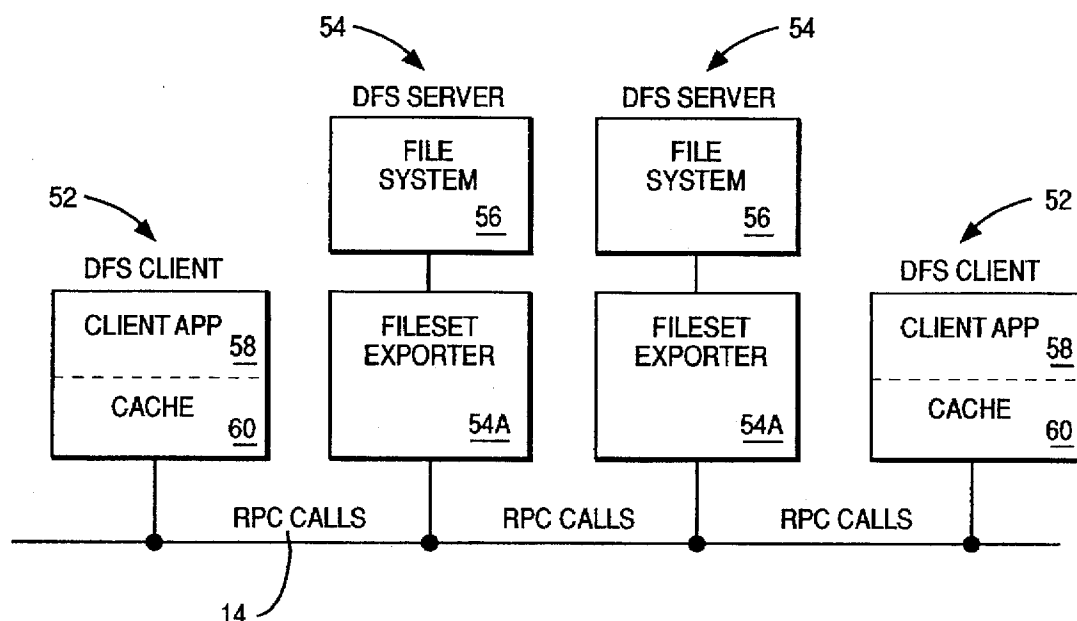 54
54
DFS SERVER
DFS SERVER
FILE
SYSTEM
56
FILE
SYSTEM
56
52
52
DFS CLIENT
DFS CLIENT
CLIENT APP
58
CACHE
60
FILESET
EXPORTER
54A
FILESET
EXPORTER
54A
CLIENT APP
58
CACHE
60
RPC CALLS
RPC CALLS
RPC CALLS
14